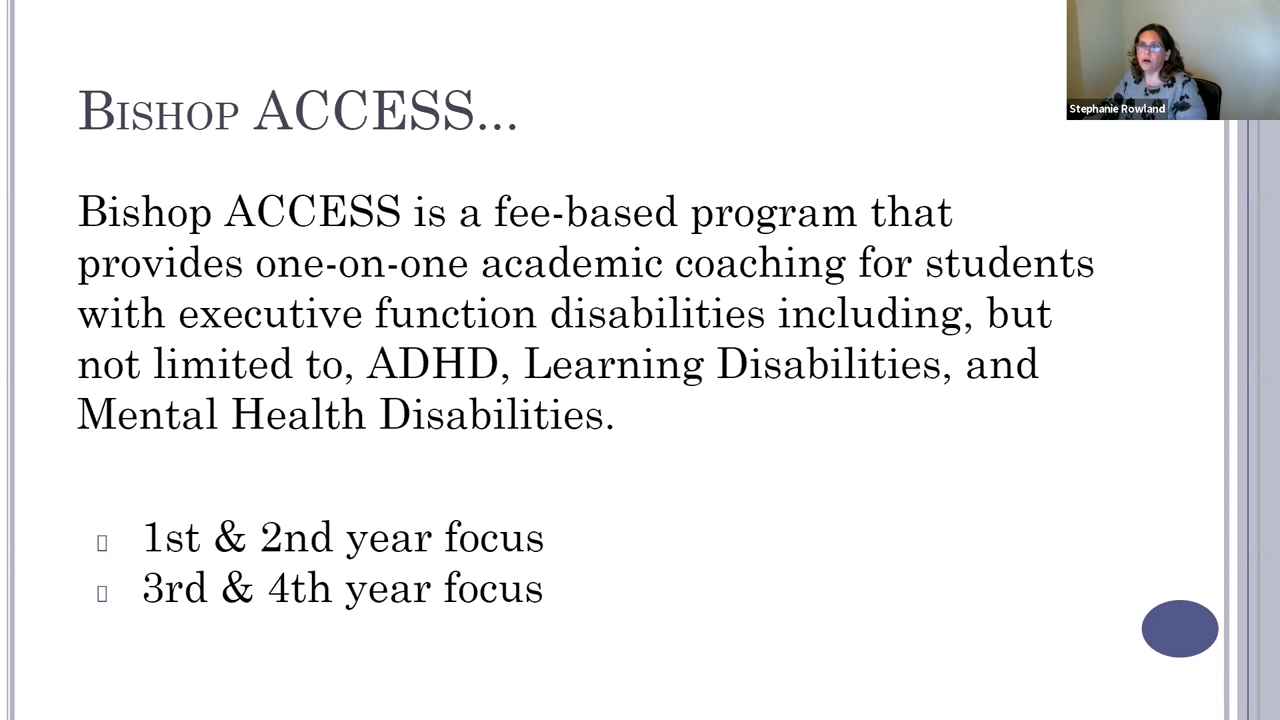 Bishop ACCESS...
Stephanie Rowland
Bishop ACCESS is a fee-based program that
provides one-on-one academic coaching for students
with executive function disabilities including, but
not limited to, ADHD, Learning Disabilities, and
Mental Health Disabilities.
1st & 2nd year focus
3rd & 4th year focus